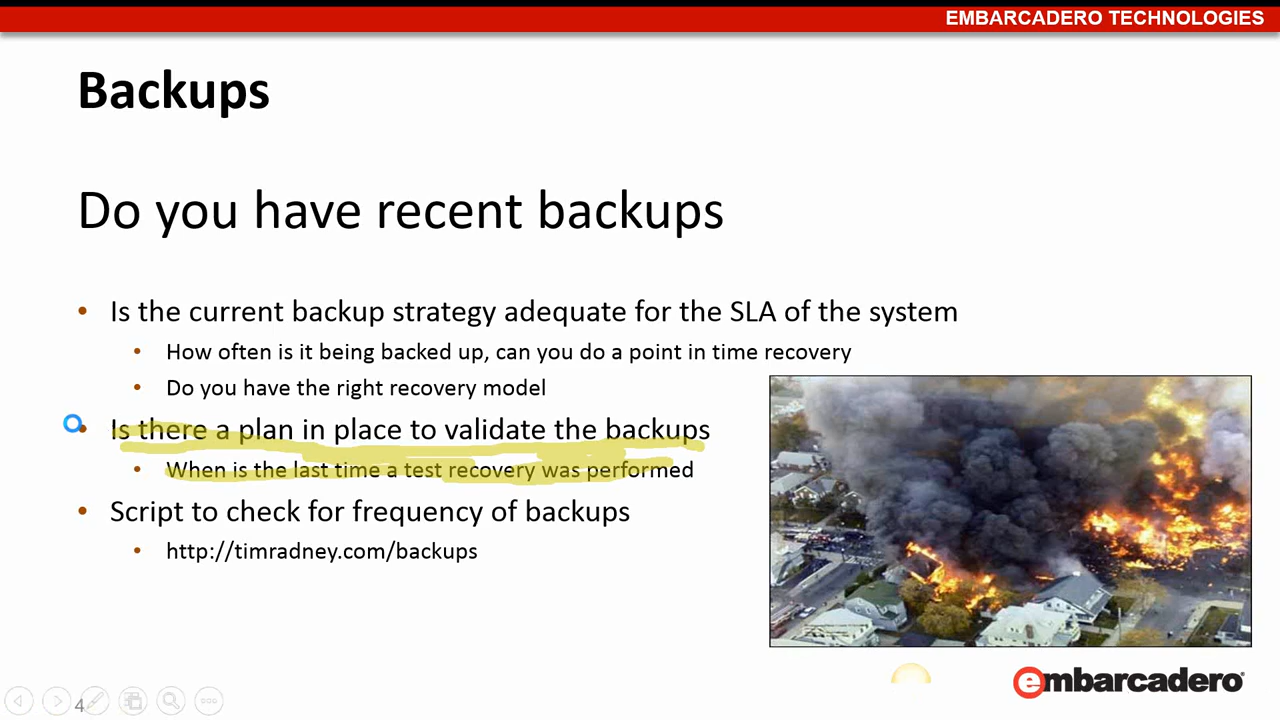 EMBARCADERO TECHNOLOGIES
Backups
Do you have recent backups
• Is the current backup strategy adequate for the SLA of the system
• How often is it being backed up, can you do a point in time recovery
• Do you have the right recovery model
• Is there a plan in place to validate the backups
• When is the last time a test recovery was performed
• Script to check for frequency of backups
• http://timradney.com/backups
embarcadero
4